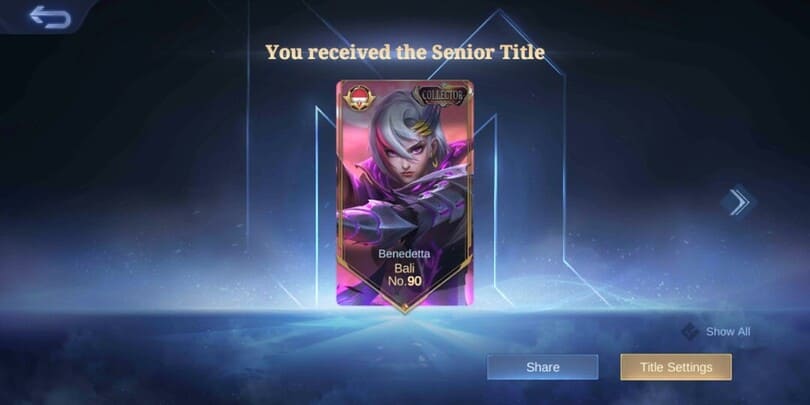 You received the Senior Title
COLLECTOR
Benedetta
Bali
No.90
Show All
Share
Title Settings